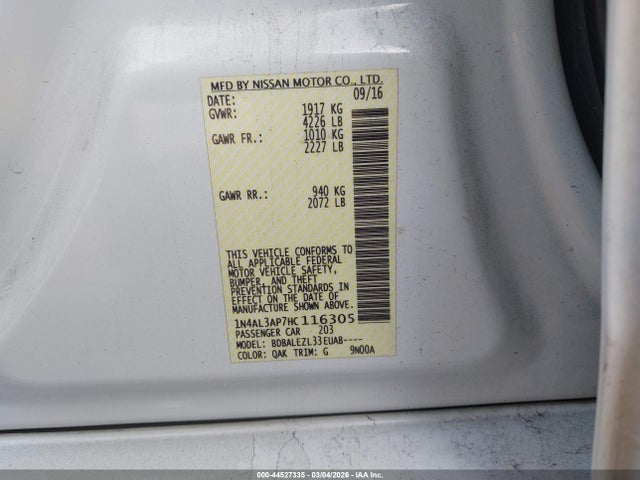 MFD BY NISSAN MOTOR CO., LTD.
DATE: 09/16
GVWR: 1917 KG
4226 LB
GAWR FR.: 1010 KG
2227 LB
GAWR RR.: 940 KG
2072 LB
THIS VEHICLE CONFORMS TO
ALL APPLICABLE FEDERAL
MOTOR VEHICLE SAFETY,
BUMPER, AND THEFT
PREVENTION STANDARDS IN
EFFECT ON THE DATE OF
MANUFACTURE SHOWN ABOVE.
1N4AL3AP7HC116305
PASSENGER CAR 203
MODEL: BDBALEZL33EUAB----
COLOR: QAK TRIM: G 9N00A
000-44527335 - 03/04/2026 - IAA Inc.